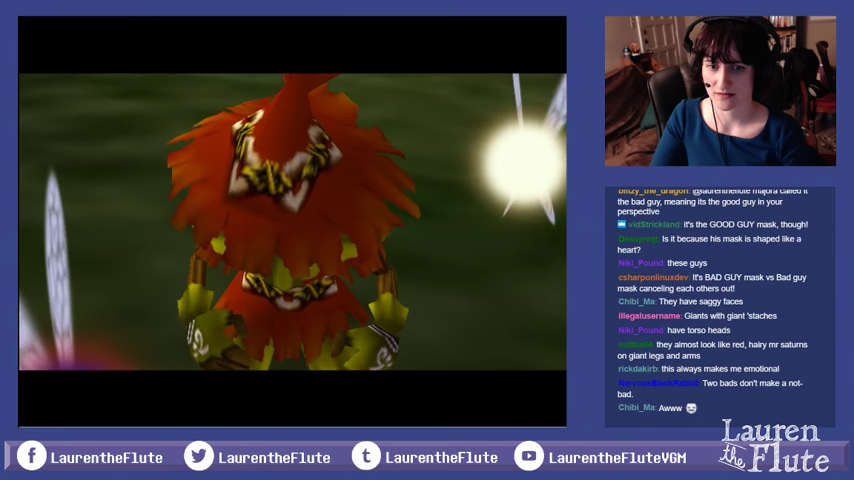 blitzy_the_dragon: @laurentheflute majora called it
the bad guy, meaning its the good guy in your
perspective
vidStrickland: it's the GOOD GUY mask, though!
Is it because his mask is shaped like a
heart?
Niki_Pound: these guys
csharponlinuxdev: It's BAD GUY mask vs Bad guy
mask canceling each others out!
Chibi_Ma: They have saggy faces
illegalusername: Giants with giant 'staches
Niki_Pound: have torso heads
they almost look like red, hairy mr saturns
on giant legs and arms
rickdakirb: this always makes me emotional
NervousBlackRabbit: Two bads don't make a not-
bad.
Chibi_Ma: Awww
Lauren
the Flute
LaurentheFlute
LaurentheFlute
LaurentheFlute
LaurentheFluteVGM